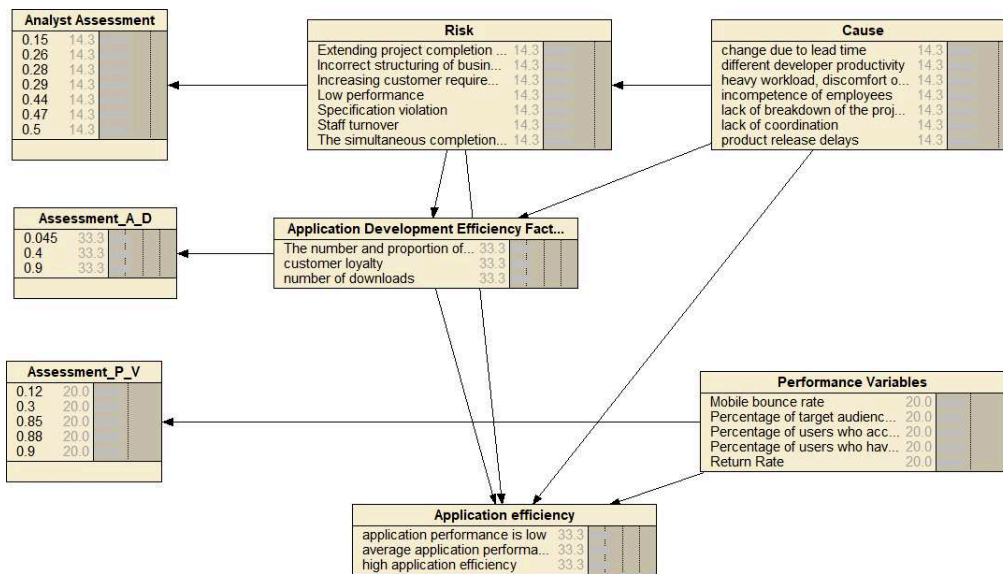 Analyst Assessment
0.15 14.3
0.26 14.3
0.28 14.3
0.29 14.3
0.44 14.3
0.47 14.3
0.5 14.3
Risk
Extending project completion ... 14.3
Incorrect structuring of busin... 14.3
Increasing customer require... 14.3
Low performance 14.3
Specification violation 14.3
Staff turnover 14.3
The simultaneous completion... 14.3
Cause
change due to lead time 14.3
different developer productivity 14.3
heavy workload, discomfort o... 14.3
incompetence of employees 14.3
lack of breakdown of the proj... 14.3
lack of coordination 14.3
product release delays 14.3
Assessment_A_D
0.045 33.3
0.4 33.3
0.9 33.3
Application Development Efficiency Fact...
The number and proportion of... 33.3
customer loyalty 33.3
number of downloads 33.3
Assessment_P_V
0.12 20.0
0.3 20.0
0.85 20.0
0.88 20.0
0.9 20.0
Performance Variables
Mobile bounce rate 20.0
Percentage of target audienc... 20.0
Percentage of users who acc... 20.0
Percentage of users who hav... 20.0
Return Rate 20.0
Application efficiency
application performance is low 33.3
average application performa... 33.3
high application efficiency 33.3